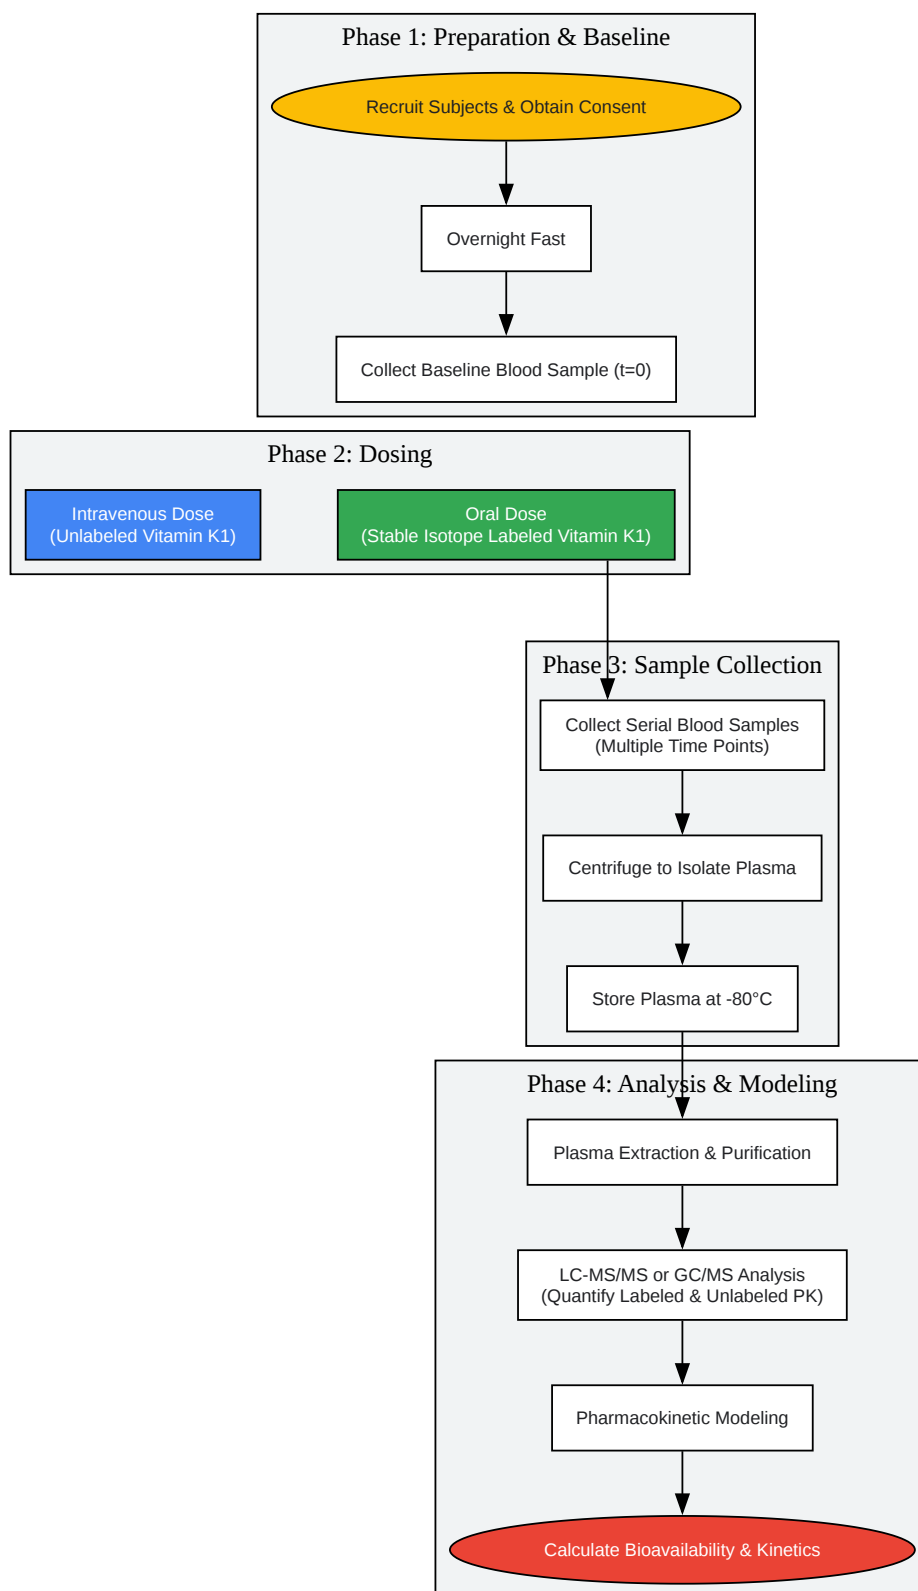 Phase 1: Preparation & Baseline
Recruit Subjects & Obtain Consent
Overnight Fast
Collect Baseline Blood Sample (t=0)
Phase 2: Dosing
Intravenous Dose
(Unlabeled Vitamin K1)
Oral Dose
(Stable Isotope Labeled Vitamin K1)
Phase 3: Sample Collection
Collect Serial Blood Samples
(Multiple Time Points)
Centrifuge to Isolate Plasma
Store Plasma at -80°C
Phase 4: Analysis & Modeling
Plasma Extraction & Purification
LC-MS/MS or GC/MS Analysis
(Quantify Labeled & Unlabeled PK)
Pharmacokinetic Modeling
Calculate Bioavailability & Kinetics